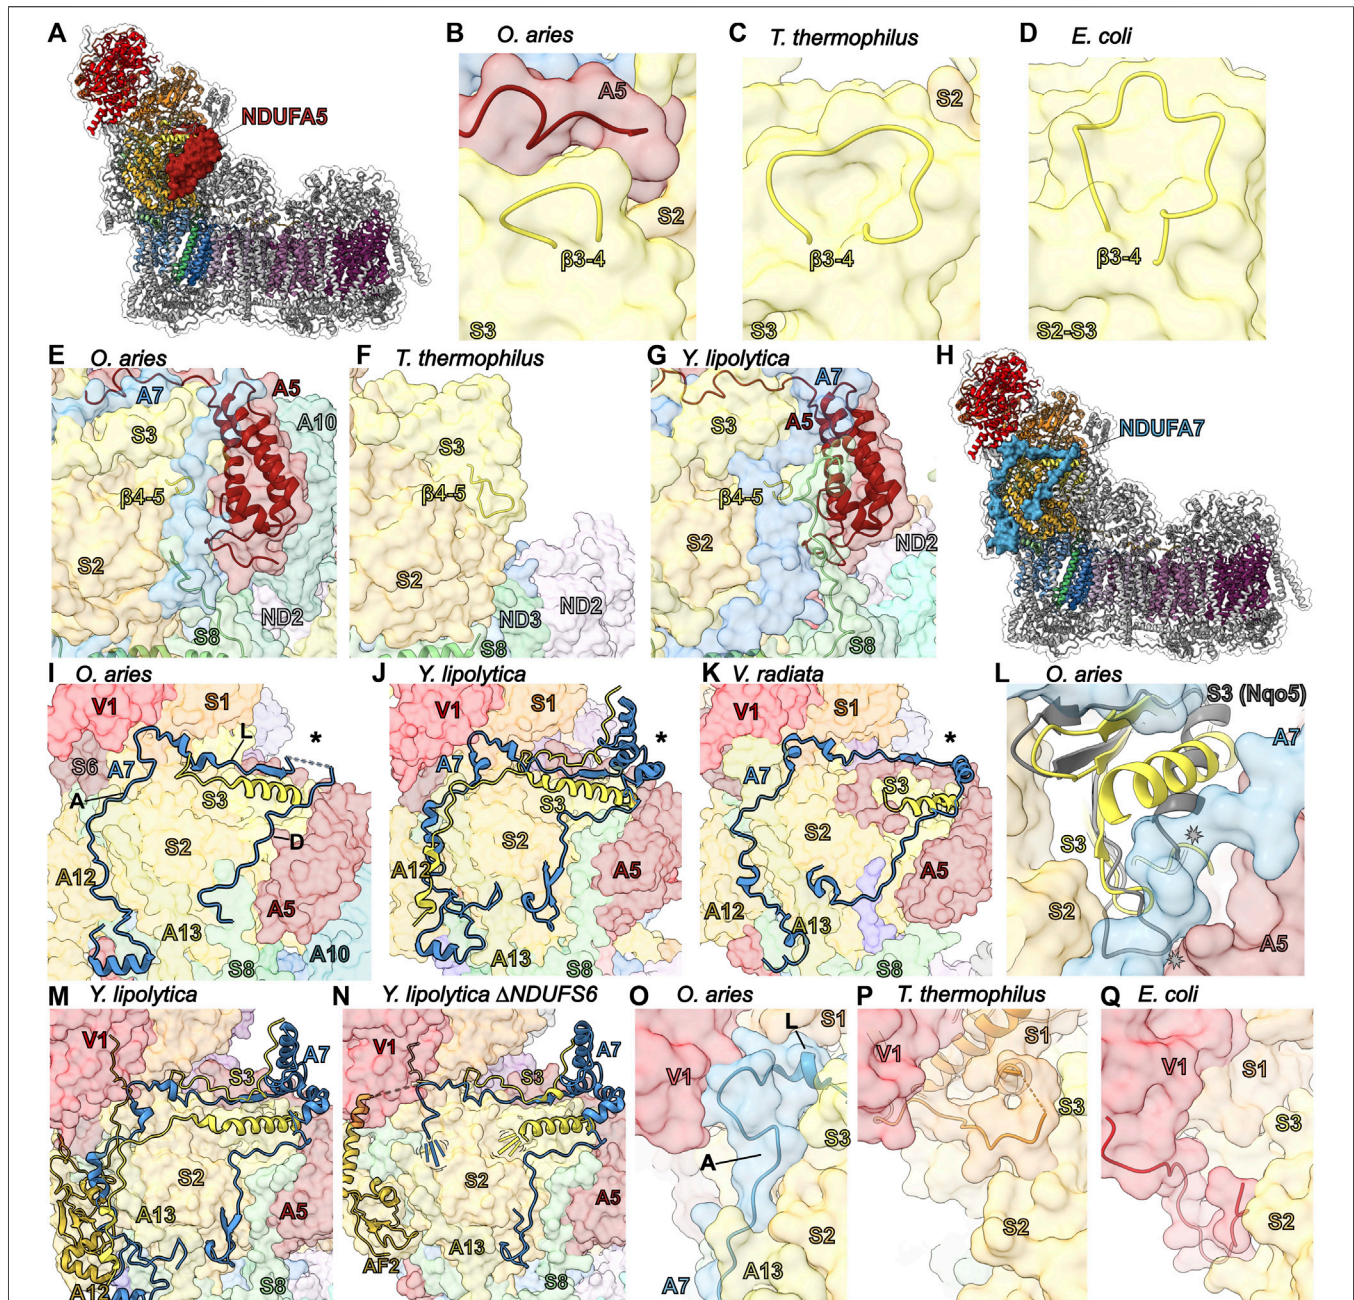 A
NDUFA5
B O. aries
A5
S2
β3-4
S3
C T. thermophilus
S2
β3-4
S3
D E. coli
β3-4
S2-S3
E O. aries
A7
A5
A10
S3
β4-5
S2
ND2
S8
F T. thermophilus
S3
β4-5
S2
ND3
ND2
S8
G Y. lipolytica
A7
S3
A5
β4-5
S2
ND2
S8
H
NDUFA7
I O. aries
V1
S1
L
*
S6
A7
A
S3
S2
D
A12
A5
A13
S8
A10
J Y. lipolytica
V1
S1
*
A7
S3
S2
A12
A5
A13
S8
K V. radiata
V1
S1
*
A7
S3
S2
A5
A12
A13
S8
L O. aries
S3 (Nqo5)
A7
S3
S2
A5
M Y. lipolytica
V1
A7
S3
S2
A13
A5
S8
A12
N Y. lipolytica ΔNDUFS6
V1
A7
S3
S2
A5
A13
AF2
S8
O O. aries
L
S1
V1
S3
A
S2
A13
A7
P T. thermophilus
S1
V1
S3
S2
Q E. coli
V1
S1
S3
S2